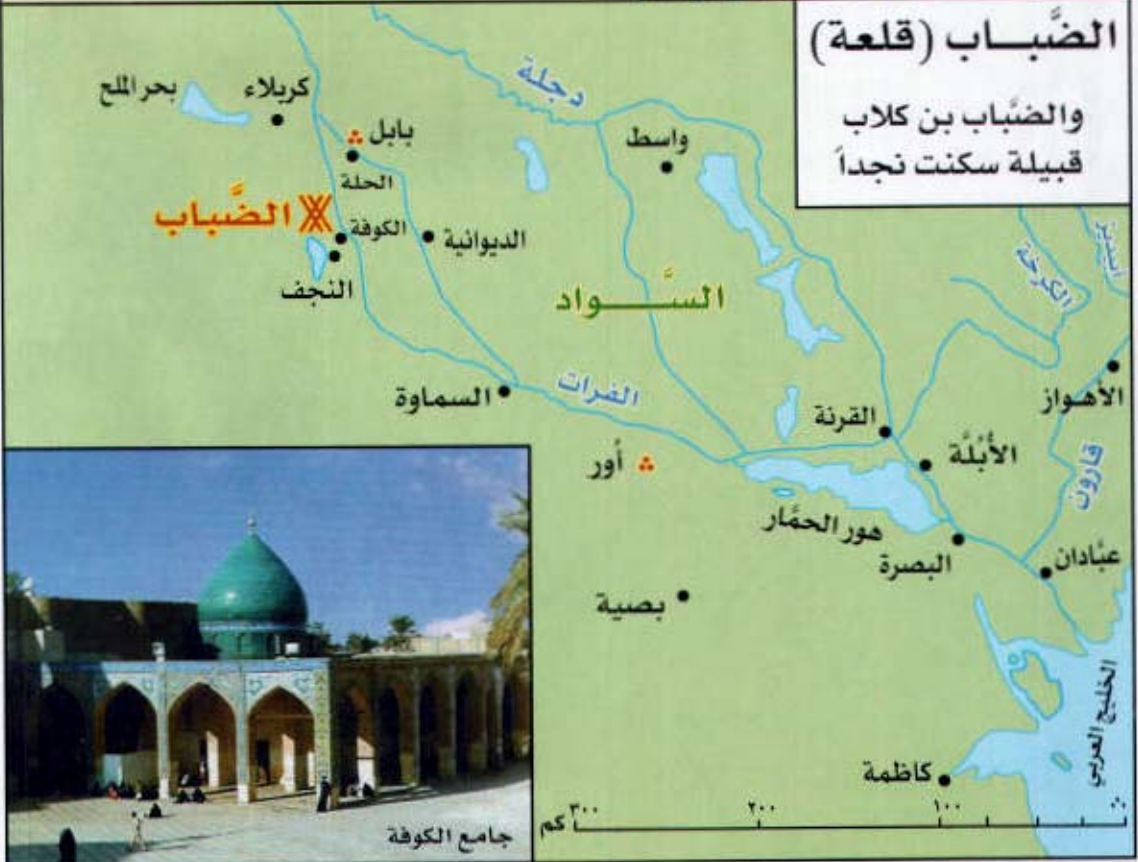 الضَّبــاب (قلعة)
والضَّباب بن كلاب
قبيلة سكنت نجداً
دجلة
كربلاء
بحر الملح
بابل
واسط
الحلة
الضَّباب
الكوفة
الديوانية
النجف
الكرخة
السَّــــواد
الفرات
السماوة
القرنة
الأهواز
أور
الأُبُلَّة
قارون
هور الحمَّار
البصرة
عبَّادان
بصية
الخليج العربي
كاظمة
٣٠٠ ٢٠٠ ١٠٠
كم
جامع الكوفة